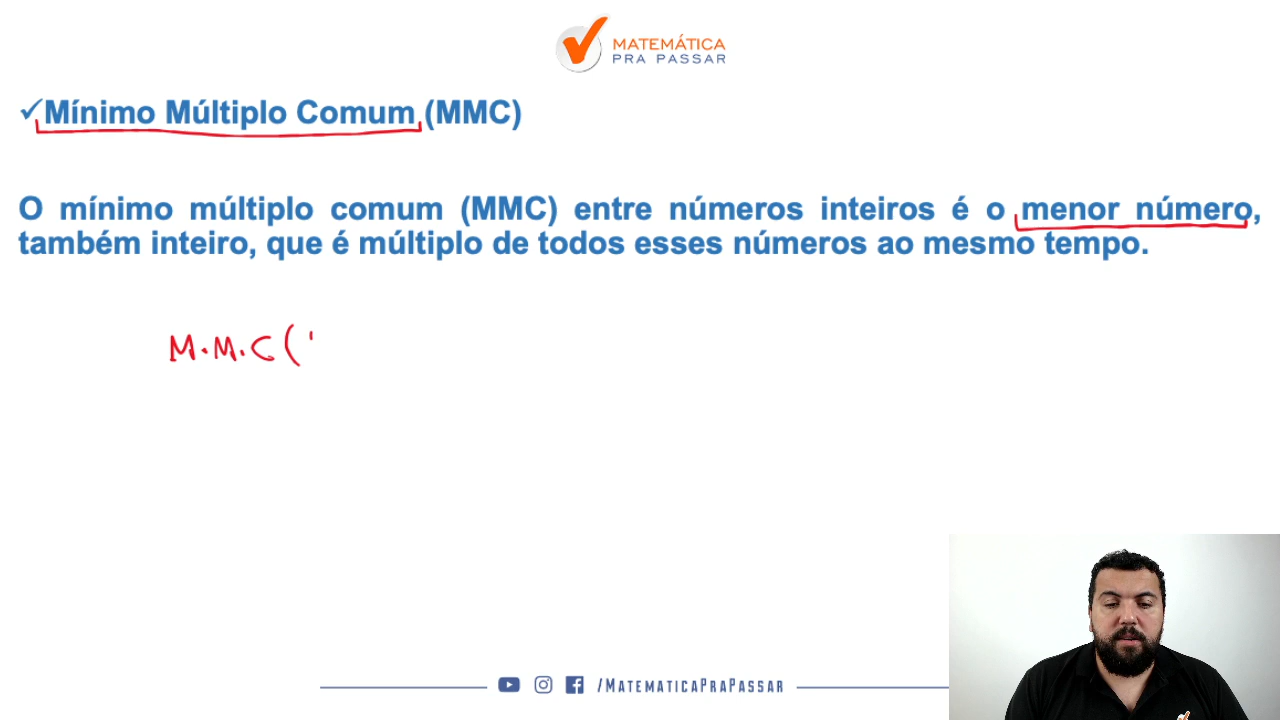 MATEMÁTICA
PRA PASSAR
✓Mínimo Múltiplo Comum (MMC)
O mínimo múltiplo comum (MMC) entre números inteiros é o menor número,
também inteiro, que é múltiplo de todos esses números ao mesmo tempo.
M.M.C (
/MATEMATICAPRAPASSAR